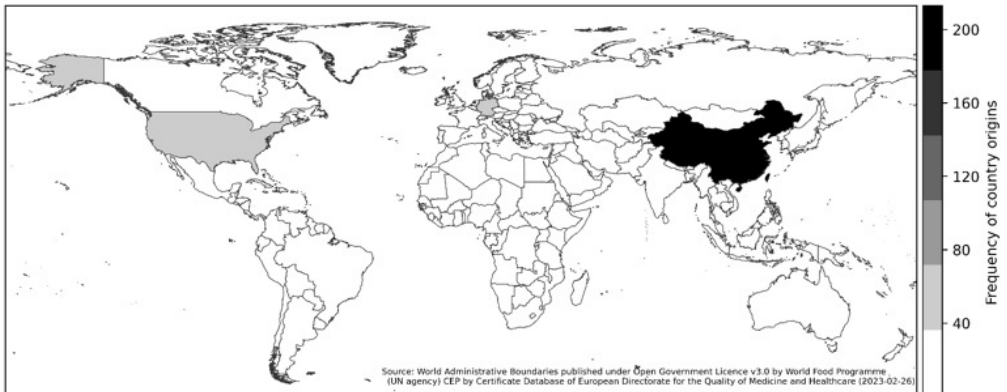 200
160
120
80
40
Frequency of country origins
Source: World Administrative Boundaries published under Open Government Licence v3.0 by World Food Programme
(UN agency) CEP by Certificate Database of European Directorate for the Quality of Medicine and Healthcare (2023-02-26)